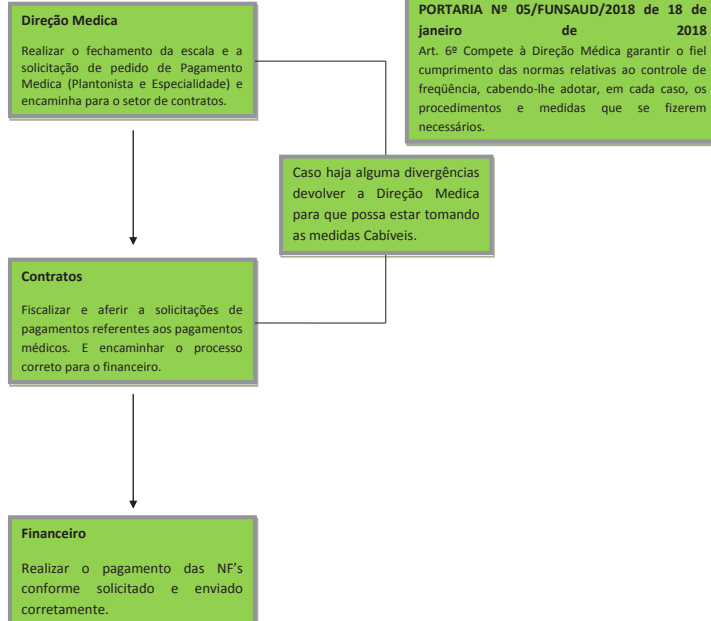 Direção Medica
Realizar o fechamento da escala e a
solicitação de pedido de Pagamento
Medica (Plantonista e Especialidade) e
encaminha para o setor de contratos.
PORTARIA Nº 05/FUNSAUD/2018 de 18 de
janeiro de 2018
Art. 6º Compete à Direção Médica garantir o fiel
cumprimento das normas relativas ao controle de
freqüência, cabendo-lhe adotar, em cada caso, os
procedimentos e medidas que se fizerem
necessários.
Caso haja alguma divergências
devolver a Direção Medica
para que possa estar tomando
as medidas Cabíveis.
Contratos
Fiscalizar e aferir a solicitações de
pagamentos referentes aos pagamentos
médicos. E encaminhar o processo
correto para o financeiro.
Financeiro
Realizar o pagamento das NF's
conforme solicitado e enviado
corretamente.